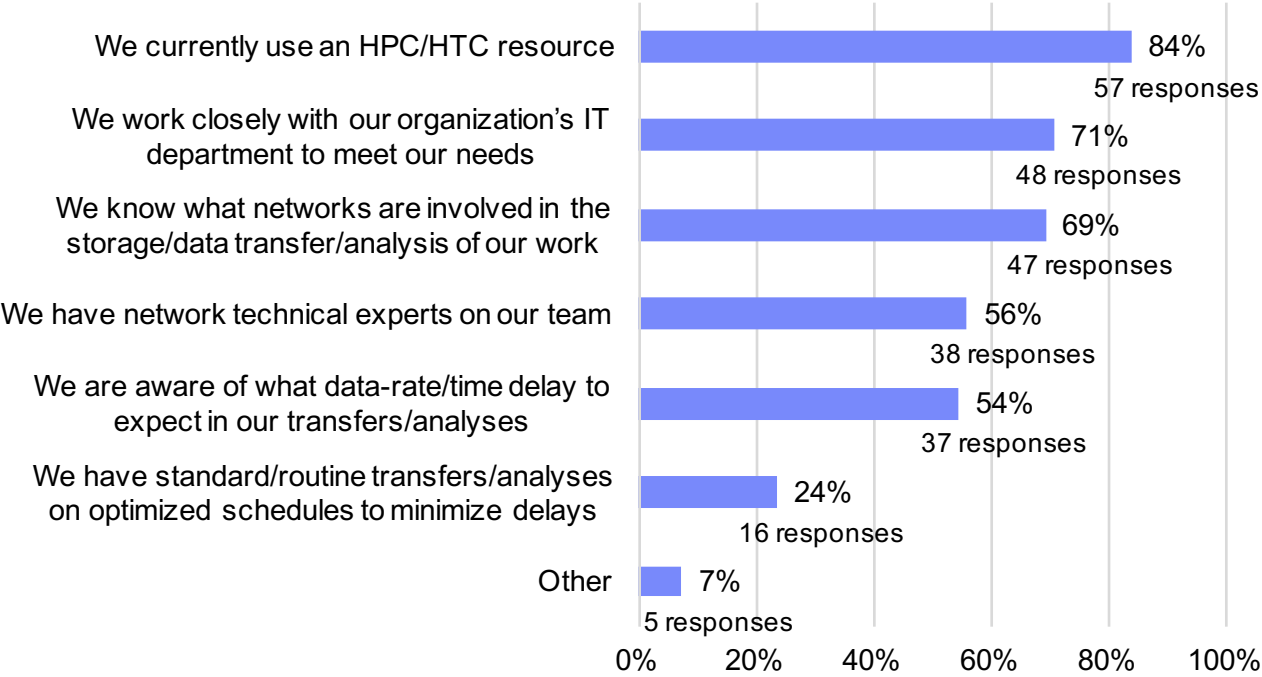 We currently use an HPC/HTC resource
84%
57 responses
We work closely with our organization’s IT
department to meet our needs
71%
48 responses
We know what networks are involved in the
storage/data transfer/analysis of our work
69%
47 responses
We have network technical experts on our team
56%
38 responses
We are aware of what data-rate/time delay to
expect in our transfers/analyses
54%
37 responses
We have standard/routine transfers/analyses
on optimized schedules to minimize delays
24%
16 responses
Other
7%
5 responses
0% 20% 40% 60% 80% 100%